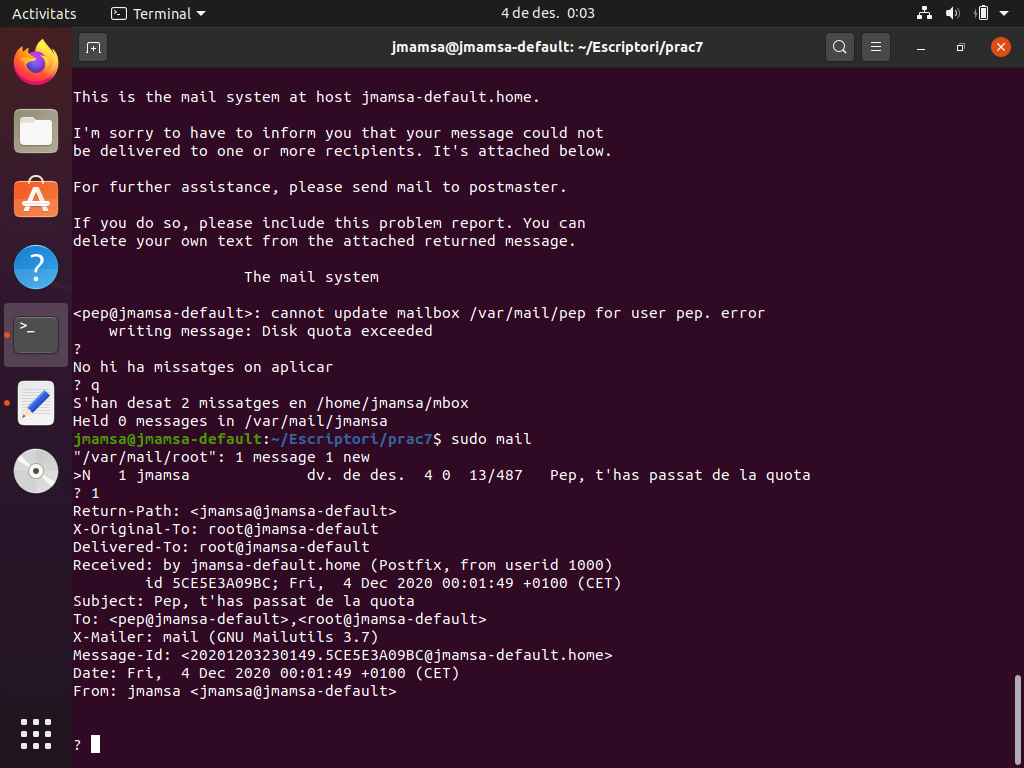 Activitats
Terminal
4 de des.  0:03
jmamsa@jmamsa-default: ~/Escriptori/prac7
This is the mail system at host jmamsa-default.home.
I'm sorry to have to inform you that your message could not
be delivered to one or more recipients. It's attached below.
For further assistance, please send mail to postmaster.
If you do so, please include this problem report. You can
delete your own text from the attached returned message.
                   The mail system
<pep@jmamsa-default>: cannot update mailbox /var/mail/pep for user pep. error
    writing message: Disk quota exceeded
?
No hi ha missatges on aplicar
? q
S'han desat 2 missatges en /home/jmamsa/mbox
Held 0 messages in /var/mail/jmamsa
jmamsa@jmamsa-default:~/Escriptori/prac7$ sudo mail
"/var/mail/root": 1 message 1 new
>N   1 jmamsa             dv. de des.  4 0  13/487   Pep, t'has passat de la quota
? 1
Return-Path: <jmamsa@jmamsa-default>
X-Original-To: root@jmamsa-default
Delivered-To: root@jmamsa-default
Received: by jmamsa-default.home (Postfix, from userid 1000)
        id 5CE5E3A09BC; Fri,  4 Dec 2020 00:01:49 +0100 (CET)
Subject: Pep, t'has passat de la quota
To: <pep@jmamsa-default>,<root@jmamsa-default>
X-Mailer: mail (GNU Mailutils 3.7)
Message-Id: <20201203230149.5CE5E3A09BC@jmamsa-default.home>
Date: Fri,  4 Dec 2020 00:01:49 +0100 (CET)
From: jmamsa <jmamsa@jmamsa-default>
?